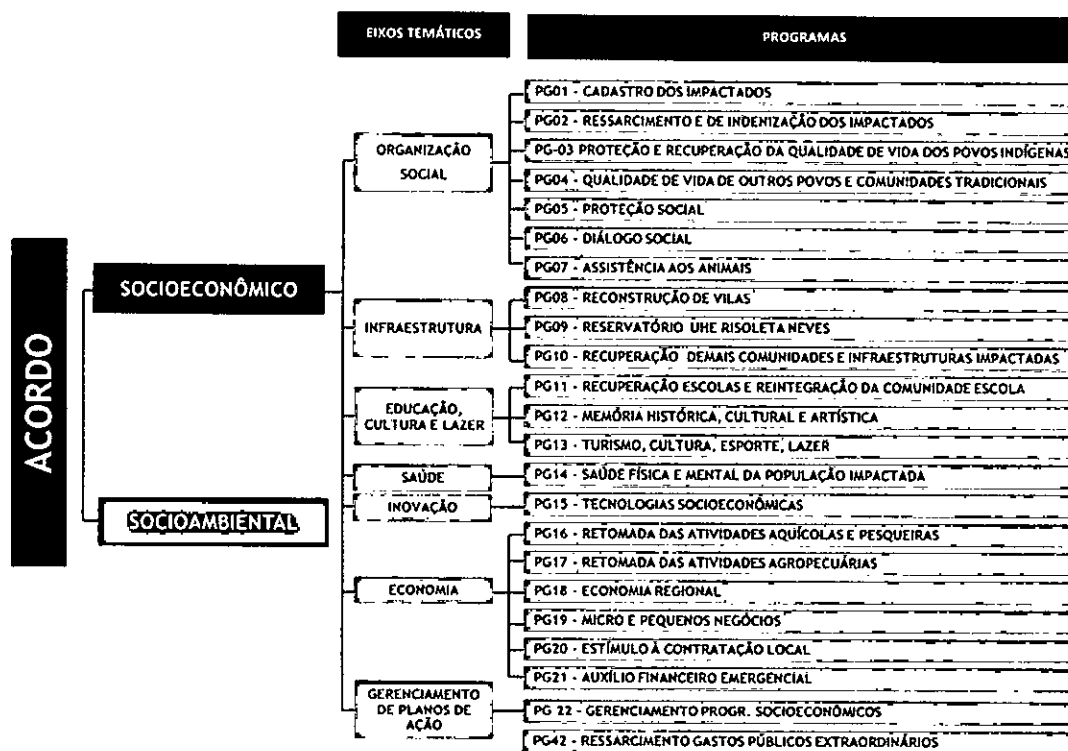 EIXOS TEMÁTICOS
PROGRAMAS
ACORDO
SOCIOECONÔMICO
SOCIOAMBIENTAL
ORGANIZAÇÃO
SOCIAL
PG01 - CADASTRO DOS IMPACTADOS
PG02 - RESSARCIMENTO E DE INDENIZAÇÃO DOS IMPACTADOS
PG-03 PROTEÇÃO E RECUPERAÇÃO DA QUALIDADE DE VIDA DOS POVOS INDÍGENAS
PG04 - QUALIDADE DE VIDA DE OUTROS POVOS E COMUNIDADES TRADICIONAIS
PG05 - PROTEÇÃO SOCIAL
PG06 - DIÁLOGO SOCIAL
PG07 - ASSISTÊNCIA AOS ANIMAIS
INFRAESTRUTURA
PG08 - RECONSTRUÇÃO DE VILAS
PG09 - RESERVATÓRIO UHE RISOLETA NEVES
PG10 - RECUPERAÇÃO DEMAIS COMUNIDADES E INFRAESTRUTURAS IMPACTADAS
EDUCAÇÃO,
CULTURA E LAZER
PG11 - RECUPERAÇÃO ESCOLAS E REINTEGRAÇÃO DA COMUNIDADE ESCOLA
PG12 - MEMÓRIA HISTÓRICA, CULTURAL E ARTÍSTICA
PG13 - TURISMO, CULTURA, ESPORTE, LAZER
SAÚDE
PG14 - SAÚDE FÍSICA E MENTAL DA POPULAÇÃO IMPACTADA
INOVAÇÃO
PG15 - TECNOLOGIAS SOCIOECONÔMICAS
ECONOMIA
PG16 - RETOMADA DAS ATIVIDADES AQUÍCOLAS E PESQUEIRAS
PG17 - RETOMADA DAS ATIVIDADES AGROPECUÁRIAS
PG18 - ECONOMIA REGIONAL
PG19 - MICRO E PEQUENOS NEGÓCIOS
PG20 - ESTÍMULO À CONTRATAÇÃO LOCAL
PG21 - AUXÍLIO FINANCEIRO EMERGENCIAL
GERENCIAMENTO
DE PLANOS DE
AÇÃO
PG 22 - GERENCIAMENTO PROGR. SOCIOECONÔMICOS
PG42 - RESSARCIMENTO GASTOS PÚBLICOS EXTRAORDINÁRIOS